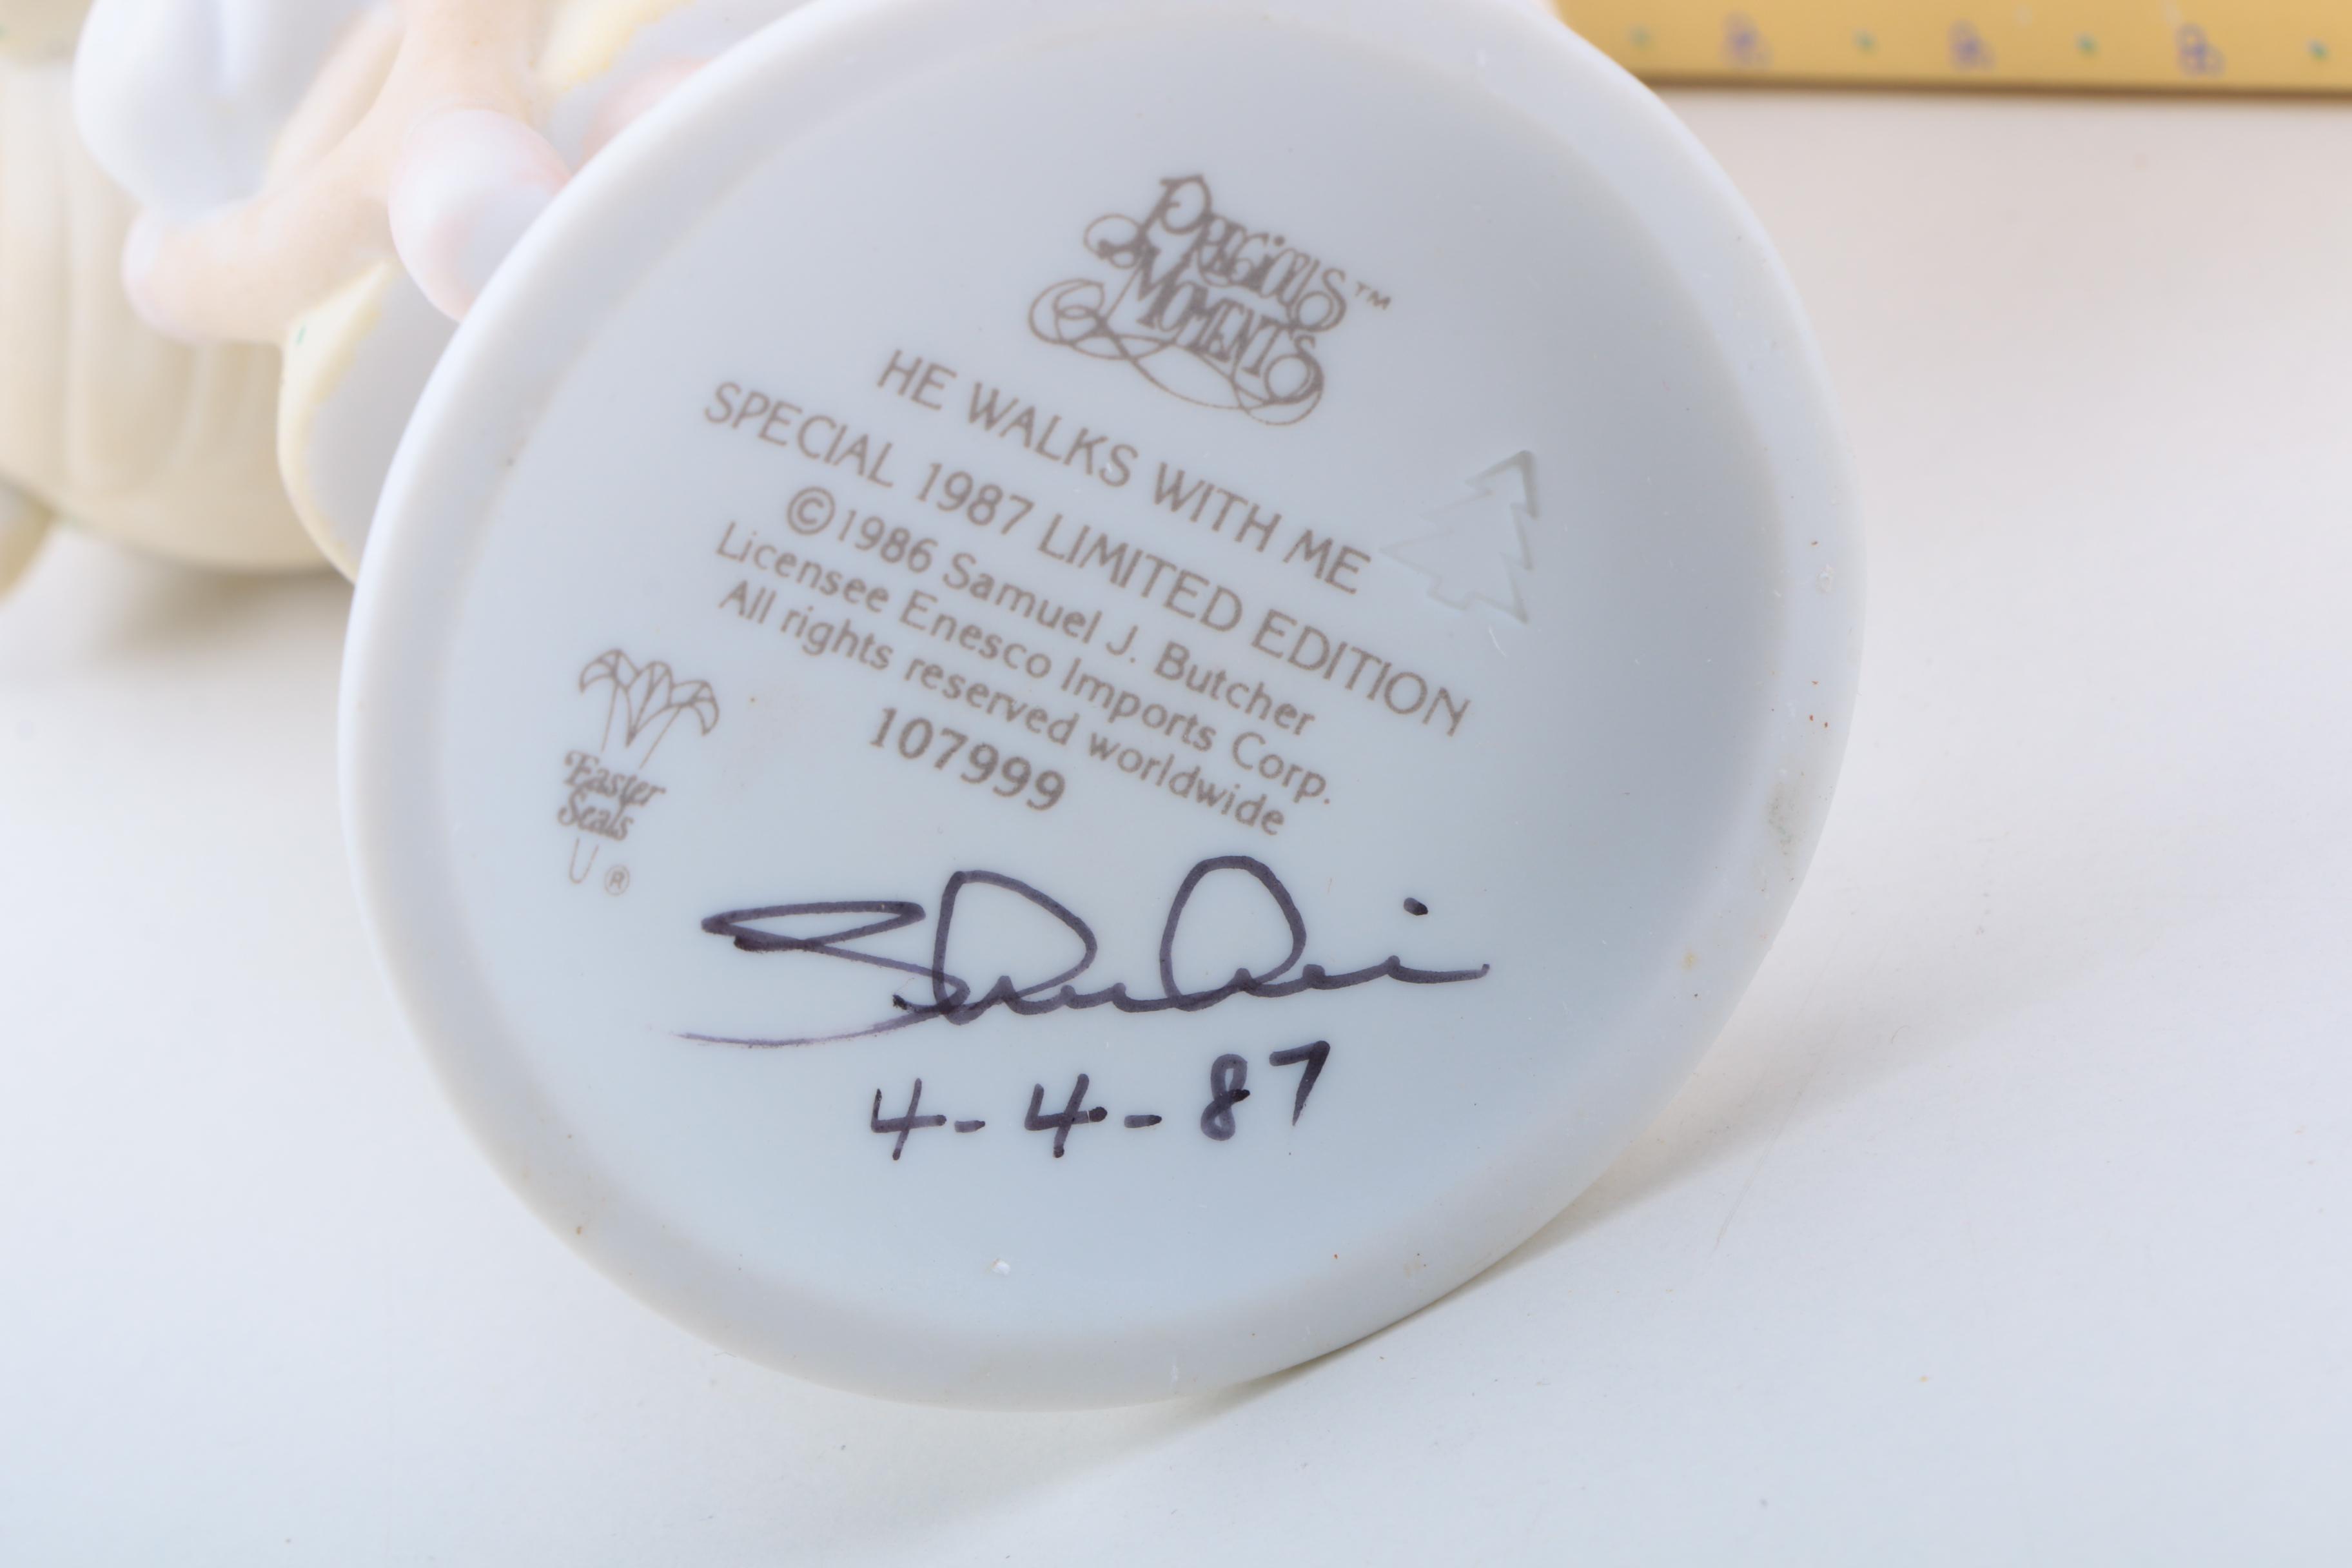 PRECIOUS
MOMENTS™
HE WALKS WITH ME
SPECIAL 1987 LIMITED EDITION
©1986 Samuel J. Butcher
Licensee Enesco Imports Corp.
All rights reserved worldwide
107999
Easter
Seals
®
4-4-87